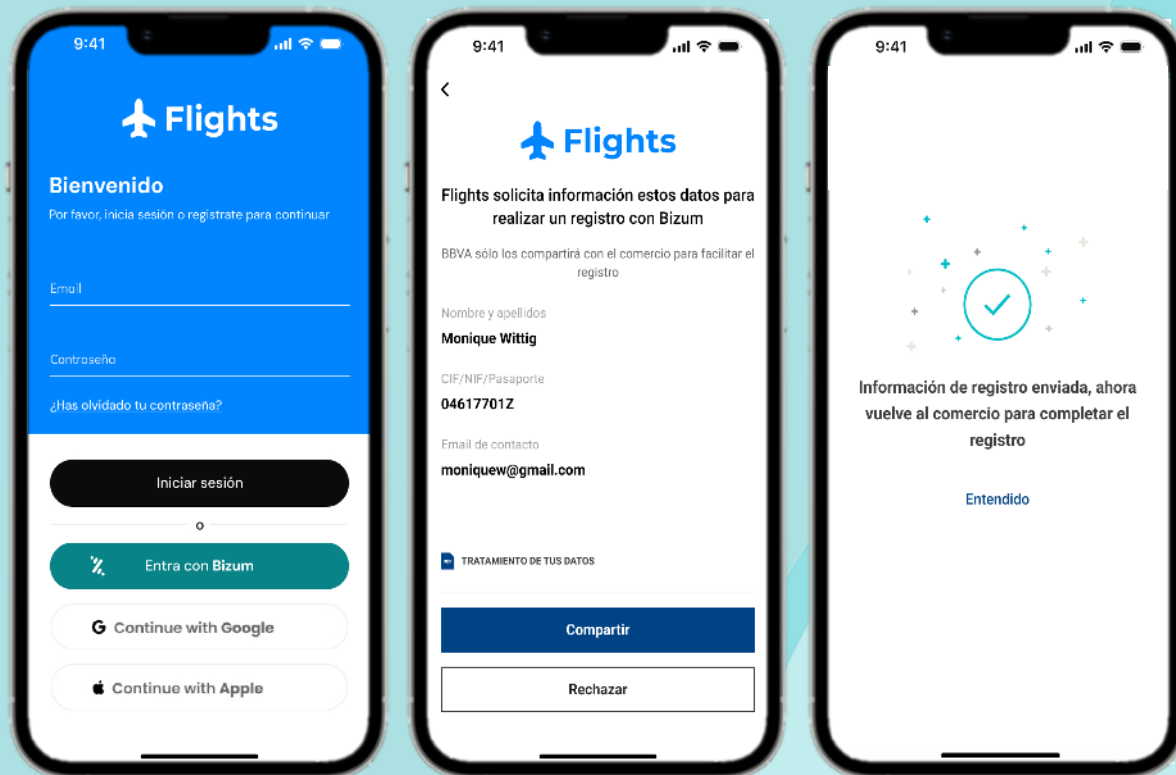 9:41
Flights
Bienvenido
Por favor, inicia sesión o registrate para continuar
Email
Contraseña
¿Has olvidado tu contraseña?
Iniciar sesión
o
Entra con Bizum
G Continue with Google
Continue with Apple
9:41
Flights
Flights solicita información estos datos para
realizar un registro con Bizum
BBVA sólo los compartirá con el comercio para facilitar el
registro
Nombre y apellidos
Monique Wittig
CIF/NIF/Pasaporte
04617701Z
Email de contacto
moniquew@gmail.com
TRATAMIENTO DE TUS DATOS
Compartir
Rechazar
9:41
Información de registro enviada, ahora
vuelve al comercio para completar el
registro
Entendido